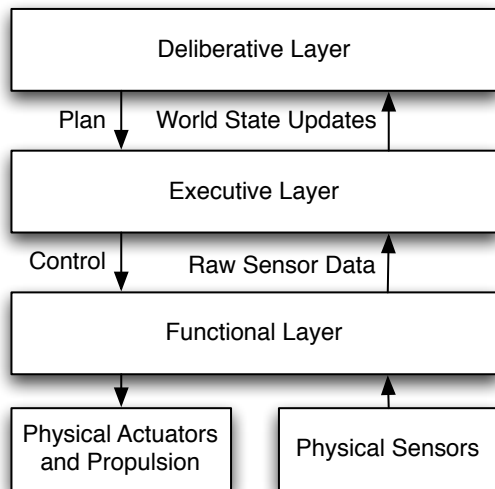 Deliberative Layer
Plan
World State Updates
Executive Layer
Control
Raw Sensor Data
Functional Layer
Physical Actuators
and Propulsion
Physical Sensors